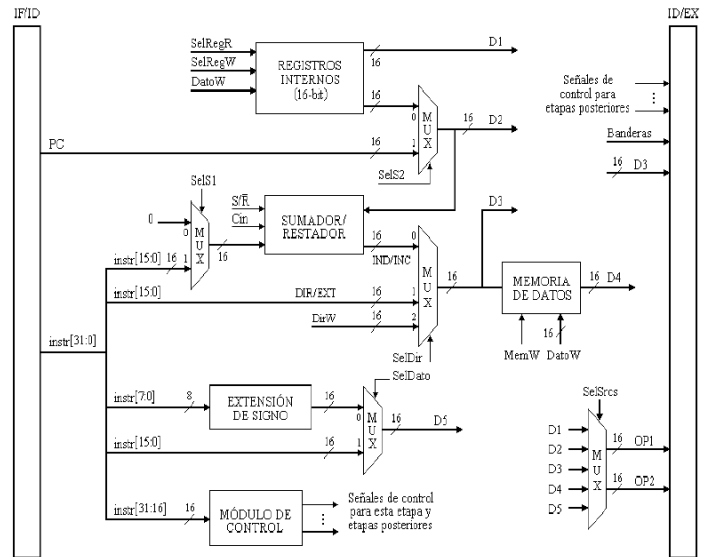 IF/ID
ID/EX
SelRegR
SelRegW
DatoW
REGISTROS
INTERNOS
(16-bit)
16
D1
16
0
MUX
16
D2
PC
16
1
SelS2
Señales de
control para
etapas posteriores
Banderas
16
D3
SelS1
0
0
MUX
instr[15:0]
16
1
16
S/R̅
Cin
SUMADOR/
RESTADOR
16
IND/INC
0
MUX
16
D3
instr[15:0]
DIR/EXT
16
1
DirW
16
2
SelDir
MEMORIA
DE DATOS
16
D4
MemW
16
DatoW
instr[31:0]
SelDato
instr[7:0]
8
EXTENSIÓN
DE SIGNO
16
0
MUX
16
D5
instr[15:0]
16
1
SelSrcs
D1
D2
D3
D4
D5
MUX
16
OP1
16
OP2
instr[31:16]
16
MÓDULO DE
CONTROL
Señales de control
para esta etapa y
etapas posteriores